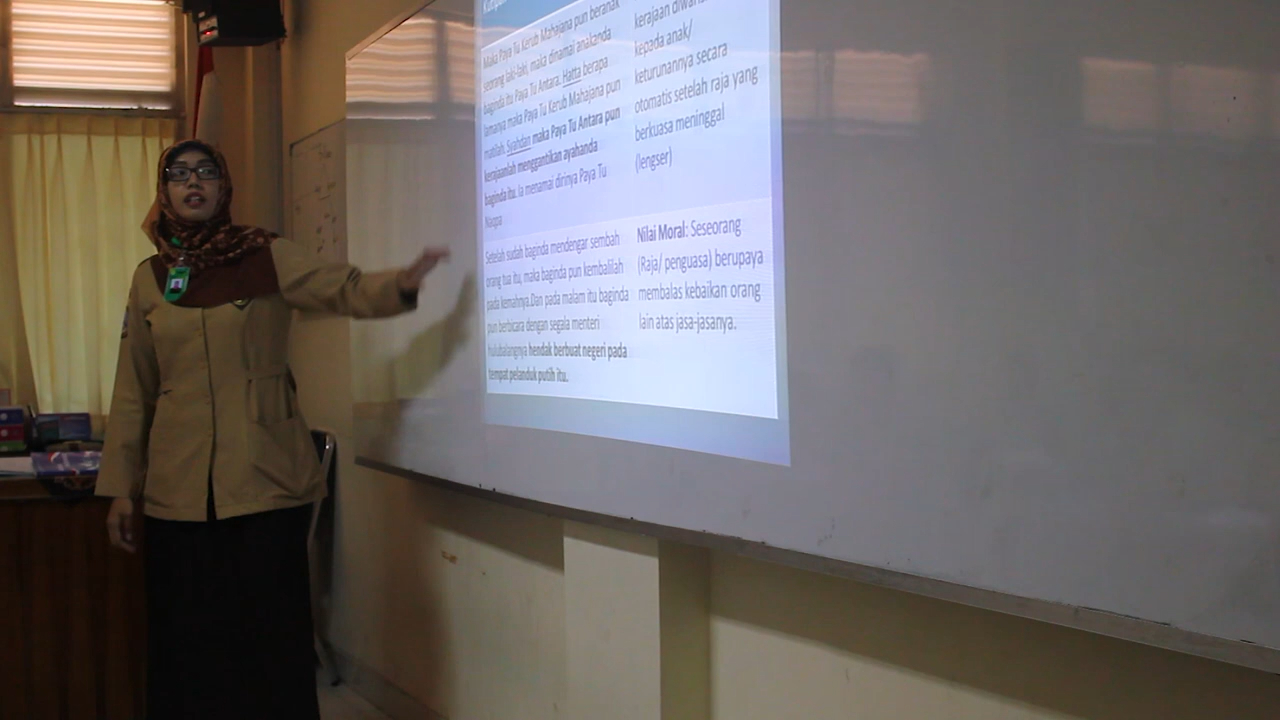 Maka Paya Tu Kerub Mahajana pun beranak
seorang laki-laki, maka dinamai anakanda
baginda itu Paya Tu Antara. Hatta berapa
lamanya maka Paya Tu Kerub Mahajana pun
matilah. Syahdan maka Paya Tu Antara pun
kerajaanlah menggantikan ayahanda
baginda itu. Ia menamai dirinya Paya Tu
Naqpa
kerajaan
kepada anak/
keturunannya secara
otomatis setelah raja yang
berkuasa meninggal
(lengser)
Setelah sudah baginda mendengar sembah
orang tua itu, maka baginda pun kembalilah
pada kemahnya.Dan pada malam itu baginda
pun berbicara dengan segala menteri
hulubalangnya hendak berbuat negeri pada
tempat pelanduk putih itu.
Nilai Moral: Seseorang
(Raja/ penguasa) berupaya
membalas kebaikan orang
lain atas jasa-jasanya.